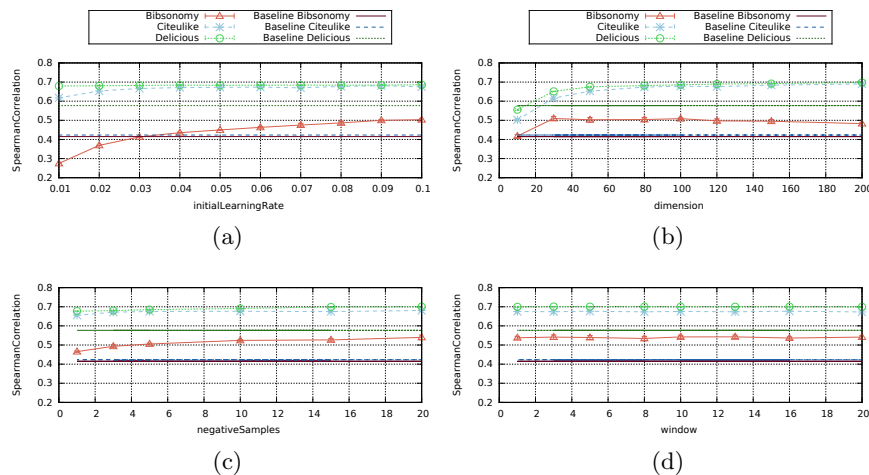 Bibsonomy Baseline Bibsonomy
Citeulike Baseline Citeulike
Delicious Baseline Delicious
Bibsonomy Baseline Bibsonomy
Citeulike Baseline Citeulike
Delicious Baseline Delicious
SpearmanCorrelation
0.8
0.7
0.6
0.5
0.4
0.3
0.2
0.01 0.02 0.03 0.04 0.05 0.06 0.07 0.08 0.09 0.1
initialLearningRate
(a)
SpearmanCorrelation
0.8
0.7
0.6
0.5
0.4
0.3
0.2
0 20 40 60 80 100 120 140 160 180 200
dimension
(b)
SpearmanCorrelation
0.8
0.7
0.6
0.5
0.4
0.3
0.2
0 2 4 6 8 10 12 14 16 18 20
negativeSamples
(c)
SpearmanCorrelation
0.8
0.7
0.6
0.5
0.4
0.3
0.2
0 2 4 6 8 10 12 14 16 18 20
window
(d)